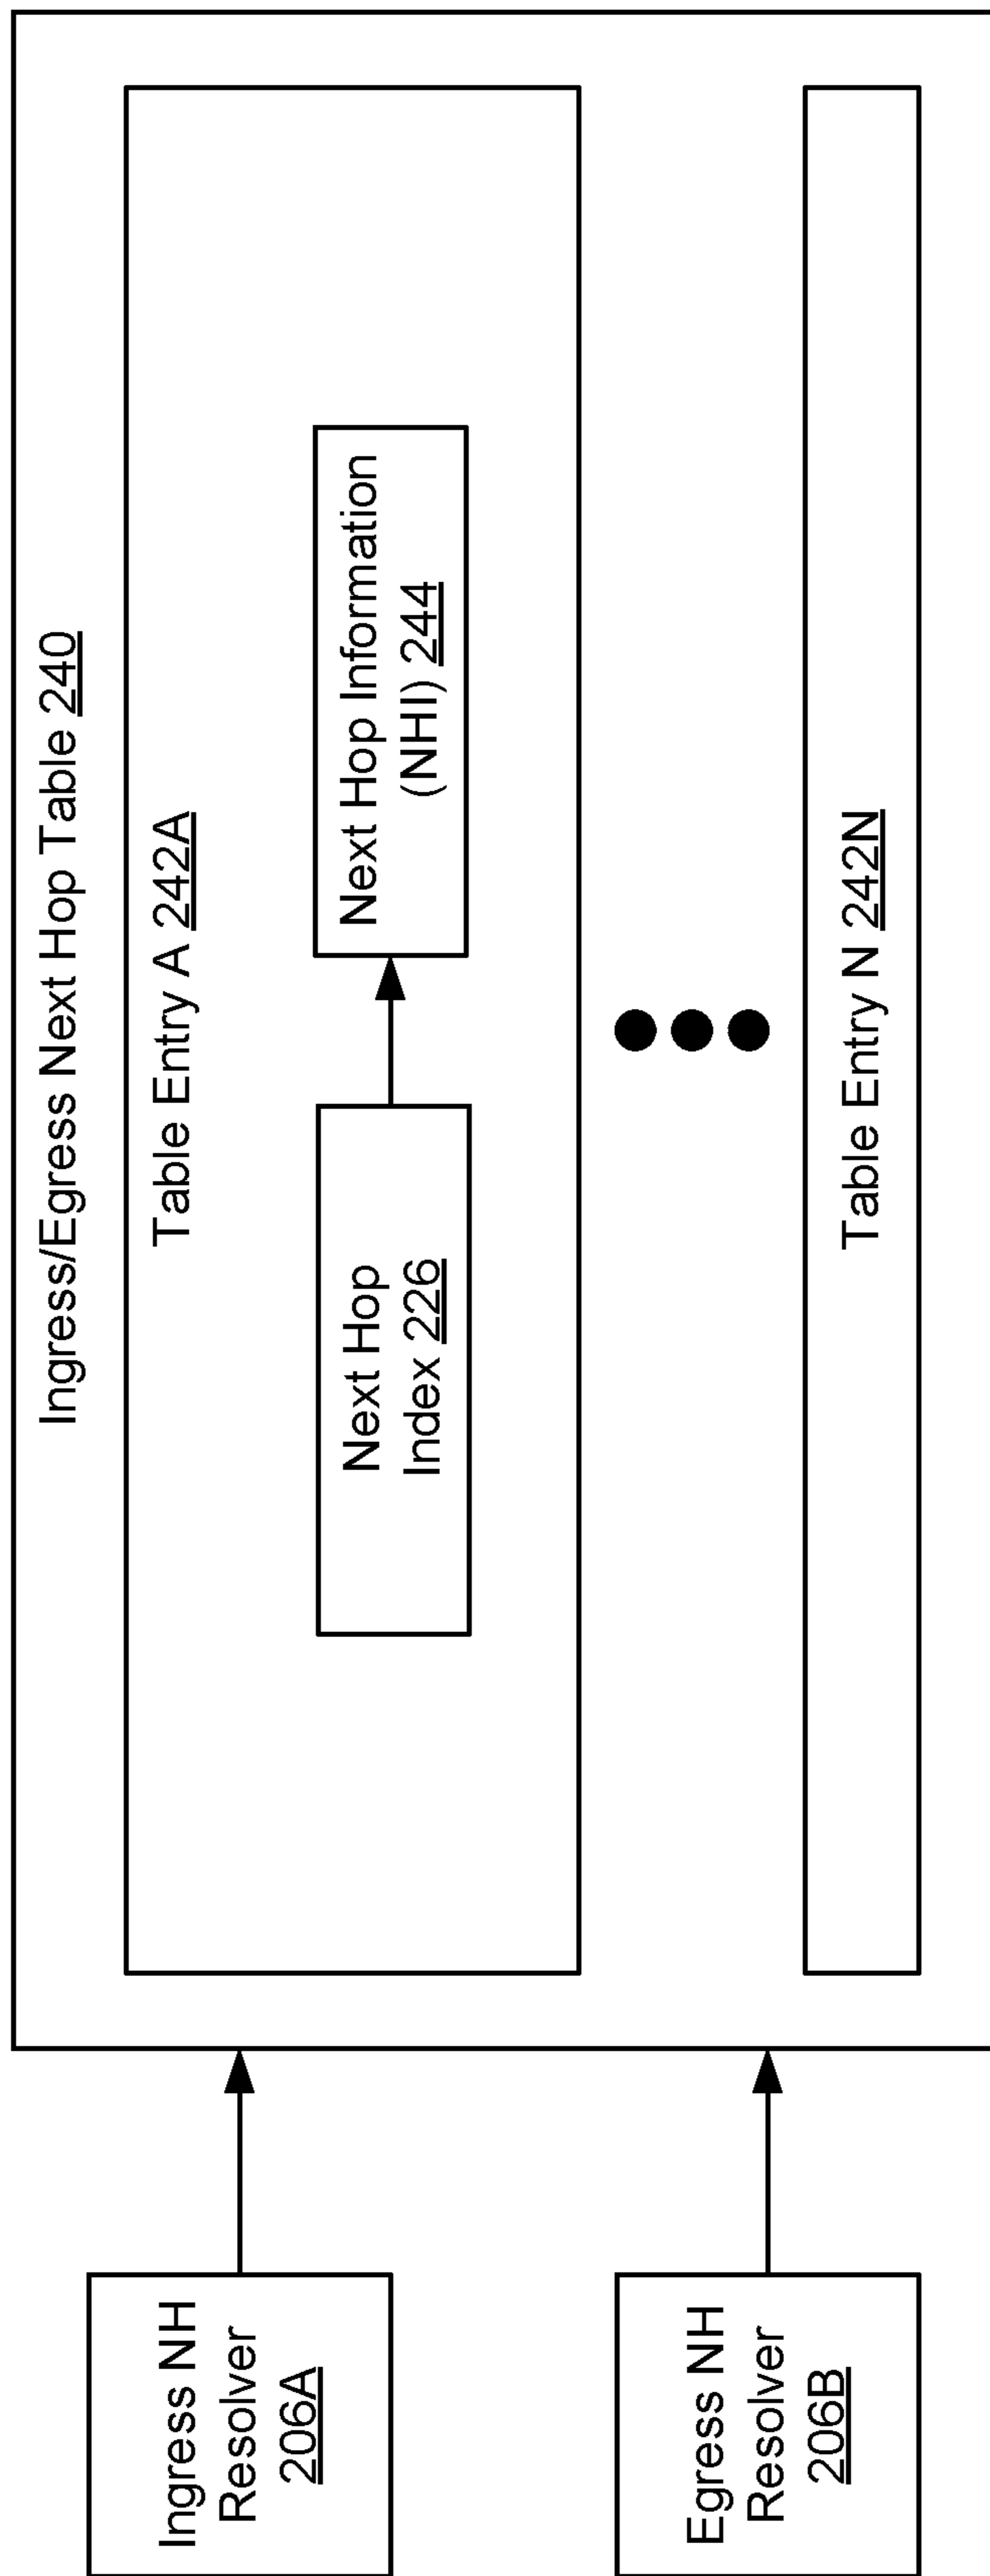 Ingress/Egress Next Hop Table 240
Table Entry A 242A
Next Hop
Index 226
Next Hop Information
(NHI) 244
Table Entry N 242N
Ingress NH
Resolver
206A
Egress NH
Resolver
206B